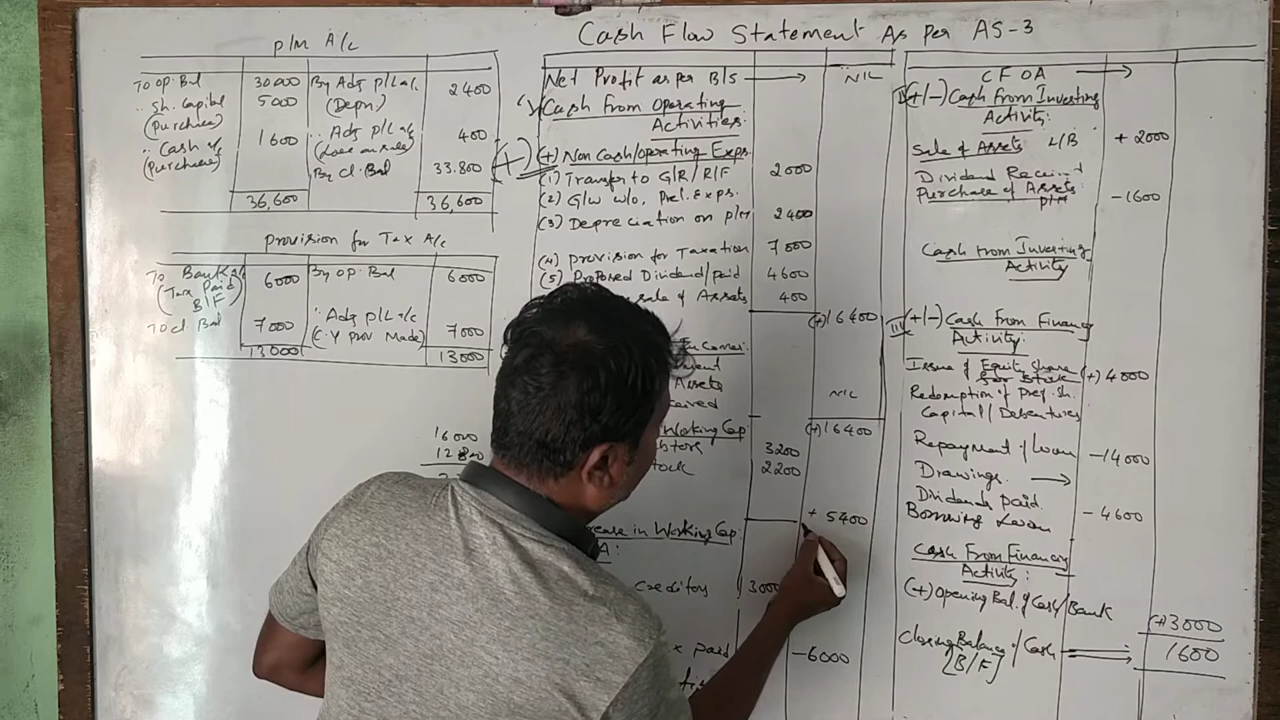 Cash Flow Statement As Per AS-3
P/M A/c
To op. Bal 30000 By Adj P/L a/c 2400
.. Sh. Capital 5000 (Depn.)
(Purchase)
.. Cash a/c 1600 .. Adj P/L a/c 400
(Purchase) (Loss on sale)
By Cl. Bal 33.800
36,600 36,600
Provision for Tax A/c
To Bank a/c 6000 By op. Bal 6000
(Tax Paid
B/F)
To Cl. Bal 7000 .. Adj P/L a/c 7000
(C.Y Prov Made)
13000 13000
16000
Net Profit as per B/S NIL
Cash from Operating
Activities:
(+) (+) Non Cash/operating Exps.
(1) Transfer to G/R / R/F 2000
(2) G/W w/o, Prel. Exps.
(3) Depreciation on P/M 2400
(4) Provision for Taxation 7000
(5) Proposed Dividend/paid 4600
sale of Assets 400
(+) 16400
Assets
NIL
Working Cap
(+) 16400
3200
tock 2200
+ 5400
rease in Working Cap:
A:
Creditors 3000
x paid -6000
CFOA
II (+/-) Cash from Investing
Activity:
Sale of Assets L/B + 2000
Dividend Received
Purchase of Assets:
P/M -1600
Cash from Investing
Activity
III (+/-) Cash from Financing
Activity:
Issue of Equity Share (+) 4000
Redemption of Pref. Sh.
Capital / Debentures
Repayment of Loan -14000
Drawings.
Dividends paid. -4600
Borrowing Loan
Cash From Financing
Activity:
(+) Opening Bal. of Cash/Bank
(+) 3000
Closing Balance of Cash 1600
[B/F]